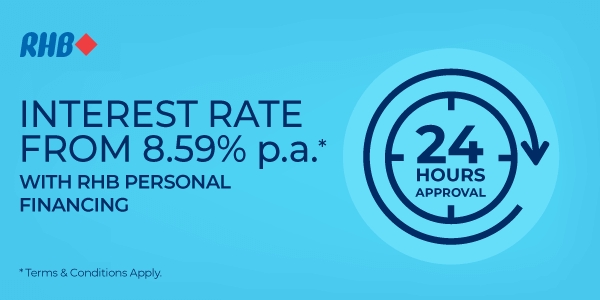 RHB
INTEREST RATE
FROM 8.59% p.a.*
WITH RHB PERSONAL
FINANCING
24
HOURS
APPROVAL
*Terms & Conditions Apply.